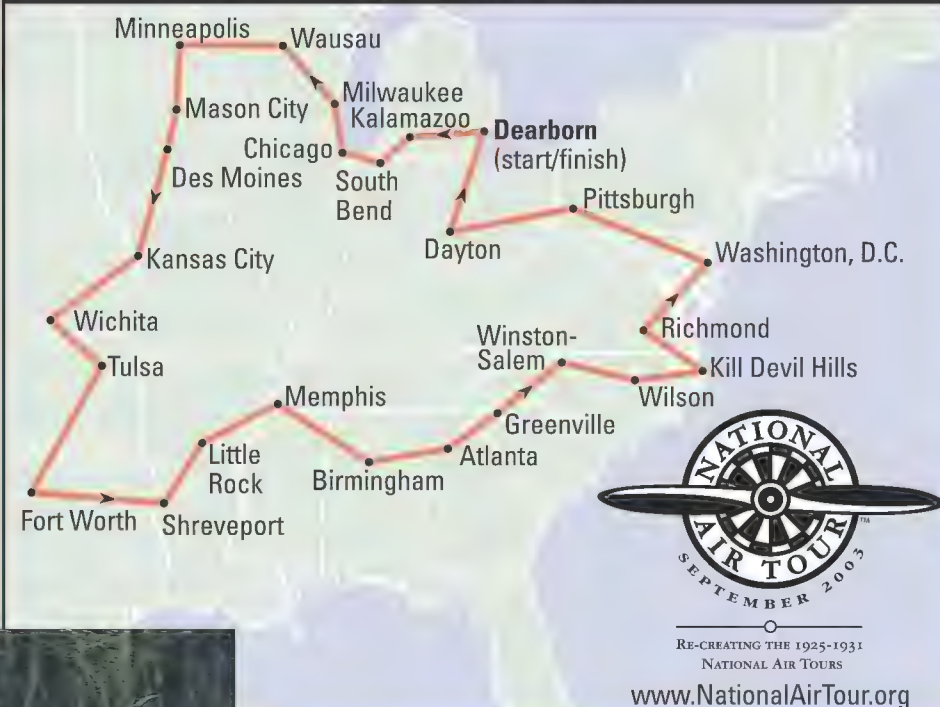 Minneapolis
Wausau
Mason City
Milwaukee
Kalamazoo
Dearborn
(start/finish)
Chicago
Des Moines
South
Bend
Pittsburgh
Dayton
Washington, D.C.
Kansas City
Wichita
Winston-
Salem
Richmond
Tulsa
Kill Devil Hills
Wilson
Memphis
Greenville
Little
Rock
Atlanta
Birmingham
Fort Worth
Shreveport
NATIONAL
AIR TOUR™
SEPTEMBER 2003
RE-CREATING THE 1925-1931
NATIONAL AIR TOURS
www.NationalAirTour.org